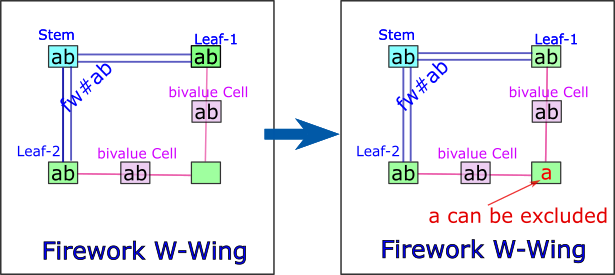 Stem
Leaf-1
ab
ab
fw#ab
bivalue Cell
ab
Leaf-2
bivalue Cell
ab
ab
Firework W-Wing
Stem
Leaf-1
ab
ab
fw#ab
bivalue Cell
ab
Leaf-2
bivalue Cell
ab
ab
a
a can be excluded
Firework W-Wing